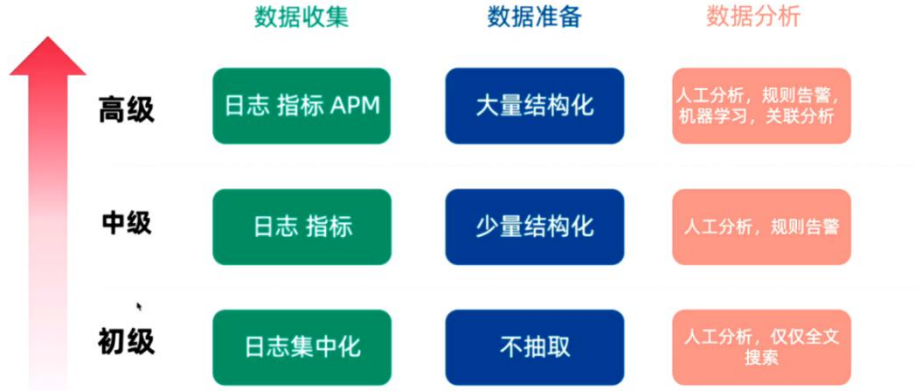 数据收集 数据准备 数据分析
高级
日志 指标 APM
大量结构化
人工分析，规则告警，
机器学习，关联分析
中级
日志 指标
少量结构化
人工分析，规则告警
初级
日志集中化
不抽取
人工分析，仅仅全文
搜索